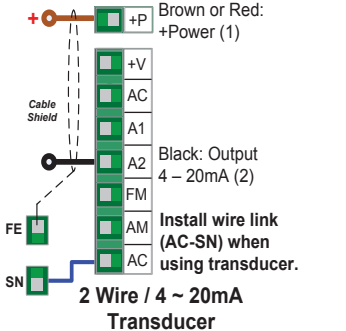 +
+P
Brown or Red:
+Power (1)
+V
AC
Cable
Shield
A1
A2
Black: Output
4 – 20mA (2)
FM
FE
AM
Install wire link
(AC-SN) when
using transducer.
AC
SN
2 Wire / 4 ~ 20mA
Transducer